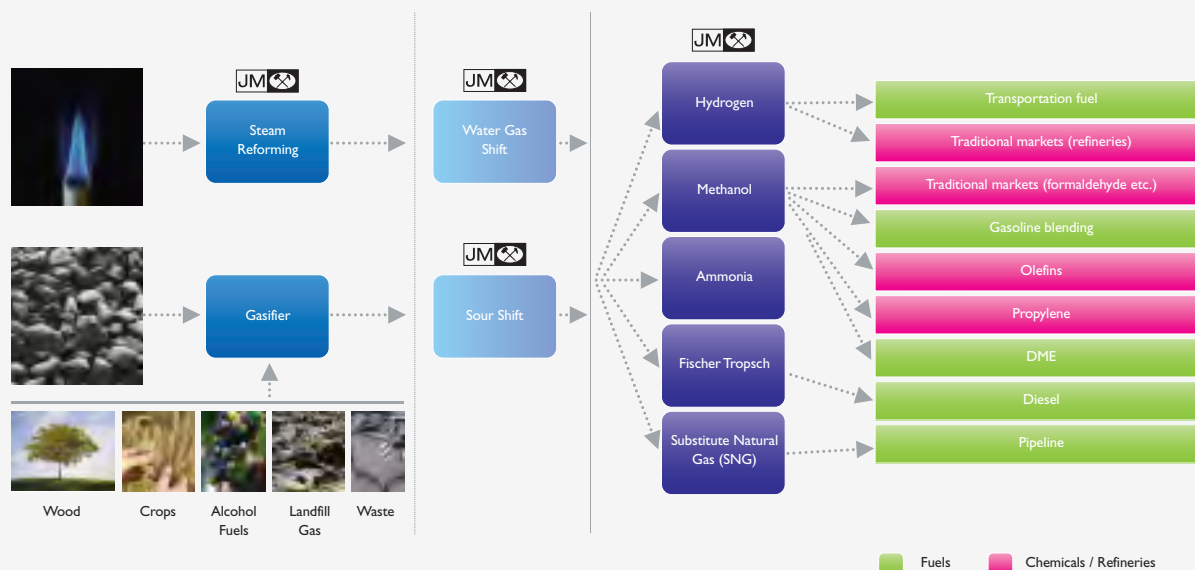 JM
JM
JM
Steam
Reforming
Water Gas
Shift
Hydrogen
Transportation fuel
Traditional markets (refineries)
Methanol
Traditional markets (formaldehyde etc.)
Gasoline blending
JM
Gasifier
Sour Shift
Ammonia
Olefins
Propylene
Fischer Tropsch
DME
Diesel
Substitute Natural
Gas (SNG)
Pipeline
Wood
Crops
Alcohol
Fuels
Landfill
Gas
Waste
Fuels
Chemicals / Refineries